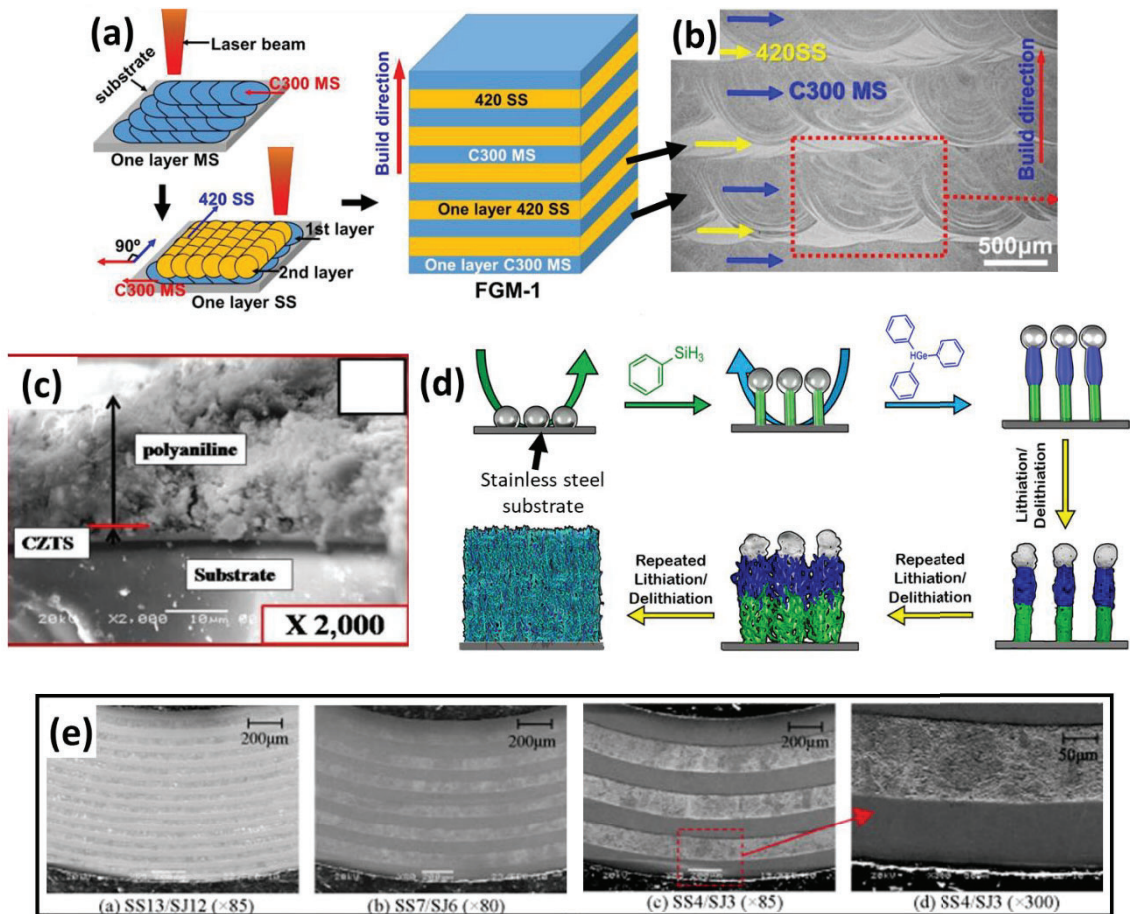 (a)
Laser beam
substrate
C300 MS
One layer MS
420 SS
90°
1st layer
2nd layer
C300 MS
One layer SS
Build direction
420 SS
C300 MS
One layer 420 SS
One layer C300 MS
FGM-1
(b)
420SS
C300 MS
Build direction
500µm
(c)
polyaniline
CZTS
Substrate
20kU X2,000 10µm
X 2,000
(d)
SiH3
HGe
Stainless steel
substrate
Lithiation/
Delithiation
Repeated
Lithiation/
Delithiation
Repeated
Lithiation/
Delithiation
(e)
200µm
200µm
200µm
50µm
(a) SS13/SJ12 (×85)
(b) SS7/SJ6 (×80)
(c) SS4/SJ3 (×85)
(d) SS4/SJ3 (×300)